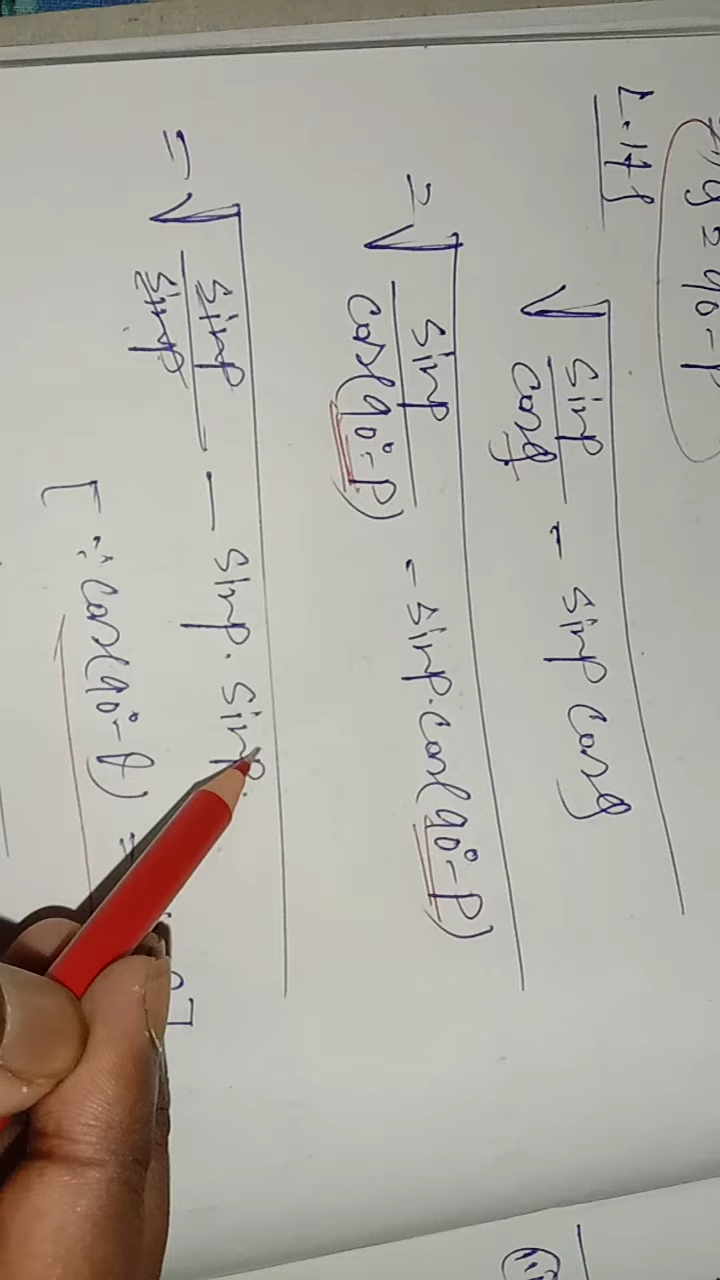 q = 90 - P
L.H.S
√ sinp / cosq - sinp cosq
= √ sinp / cos(90° - P) - sinp. cos(90° - P)
= √ sinp / sinp - sinp. sinp.
[ ∵ cos(90° - θ) =